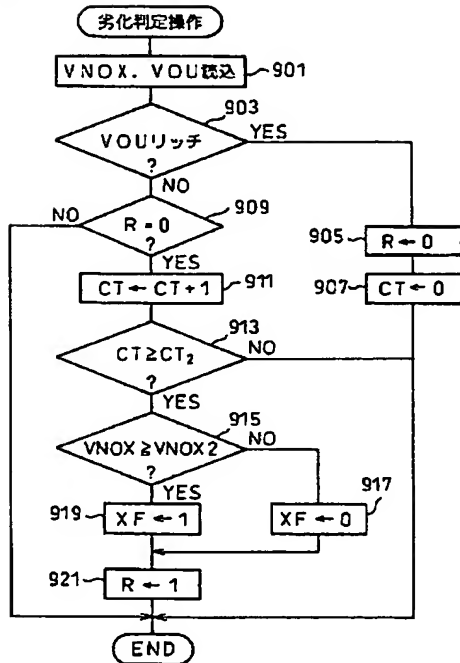 劣化判定操作
VNOX. VOU読込
901
903
VOUリッチ
?
YES
NO
909
NO
R = 0
?
YES
905
R ← 0
CT ← CT + 1
911
907
CT ← 0
913
CT ≧ CT₂
?
NO
YES
915
VNOX ≧ VNOX2
?
NO
YES
917
919
XF ← 1
XF ← 0
921
R ← 1
END